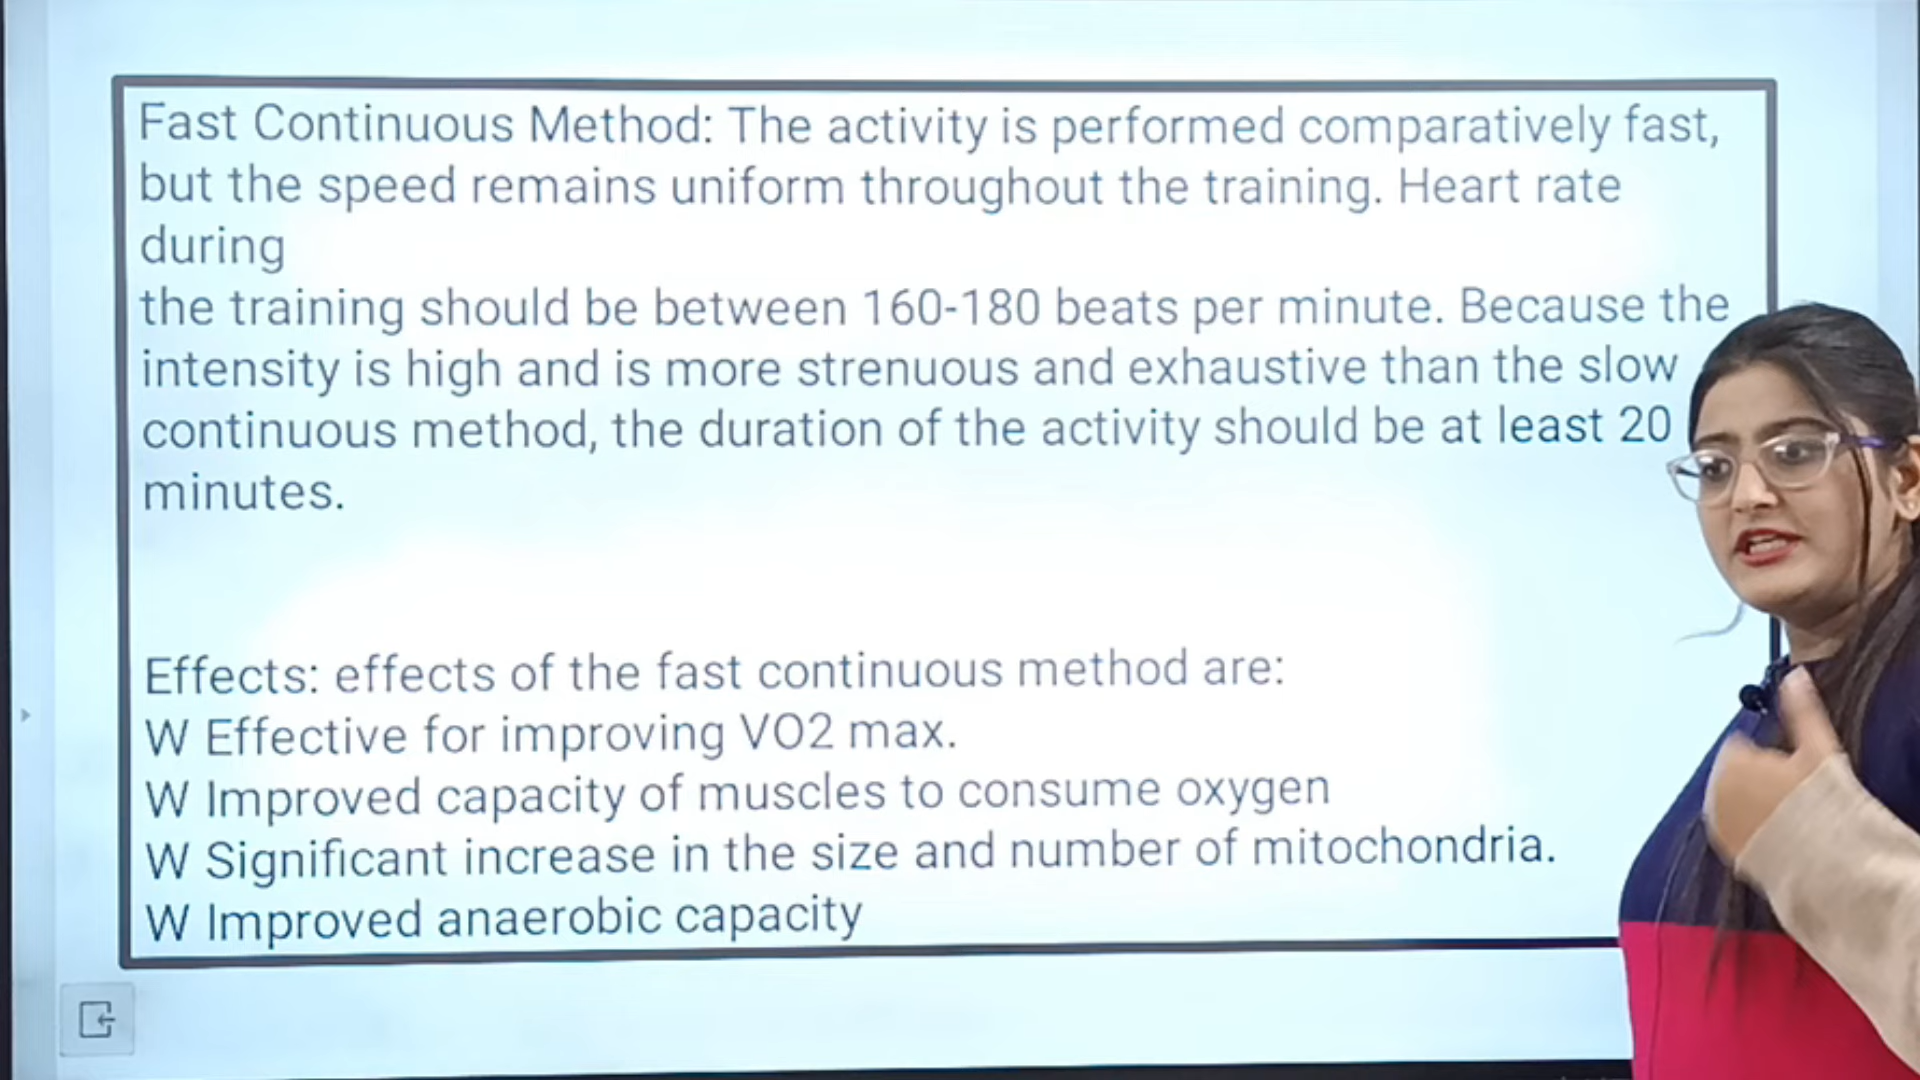 Fast Continuous Method: The activity is performed comparatively fast,
but the speed remains uniform throughout the training. Heart rate
during
the training should be between 160-180 beats per minute. Because the
intensity is high and is more strenuous and exhaustive than the slow
continuous method, the duration of the activity should be at least 20
minutes.
Effects: effects of the fast continuous method are:
W Effective for improving VO2 max.
W Improved capacity of muscles to consume oxygen
W Significant increase in the size and number of mitochondria.
W Improved anaerobic capacity